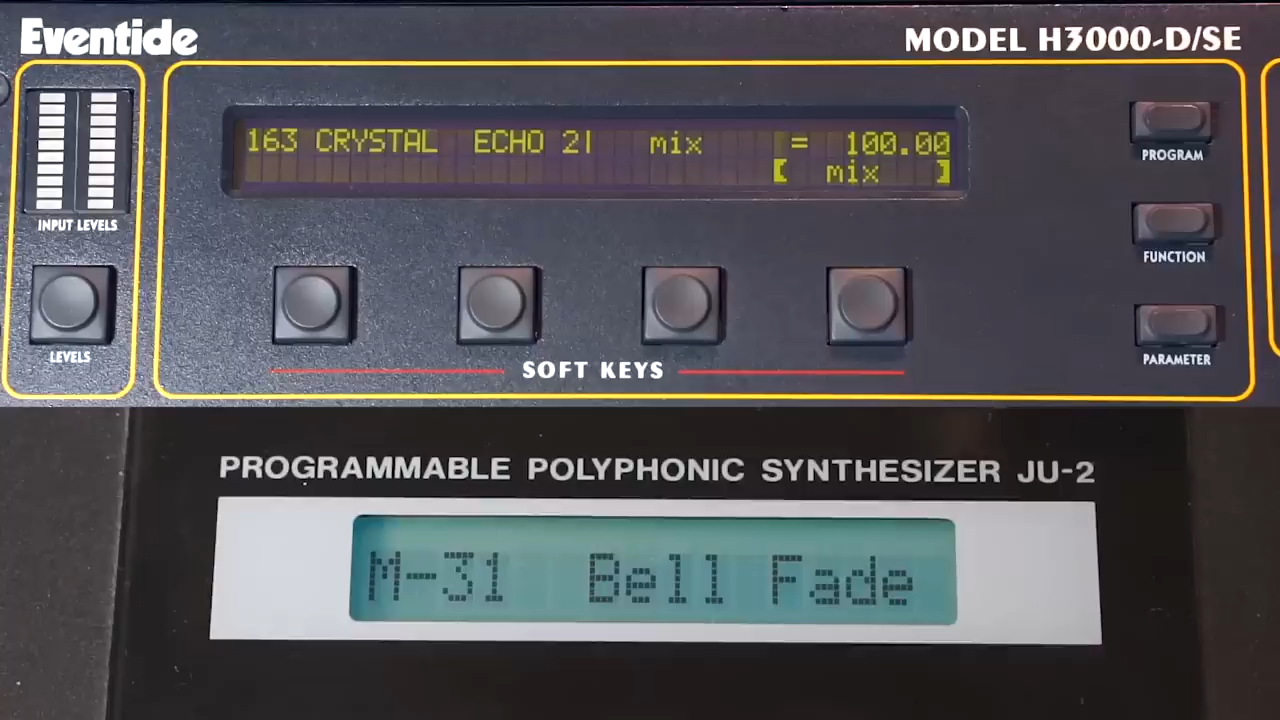 Eventide
MODEL H3000-D/SE
163 CRYSTAL ECHO 2| mix = 100.00
[ mix ]
PROGRAM
INPUT LEVELS
FUNCTION
LEVELS
PARAMETER
SOFT KEYS
PROGRAMMABLE POLYPHONIC SYNTHESIZER JU-2
M-31 Bell Fade